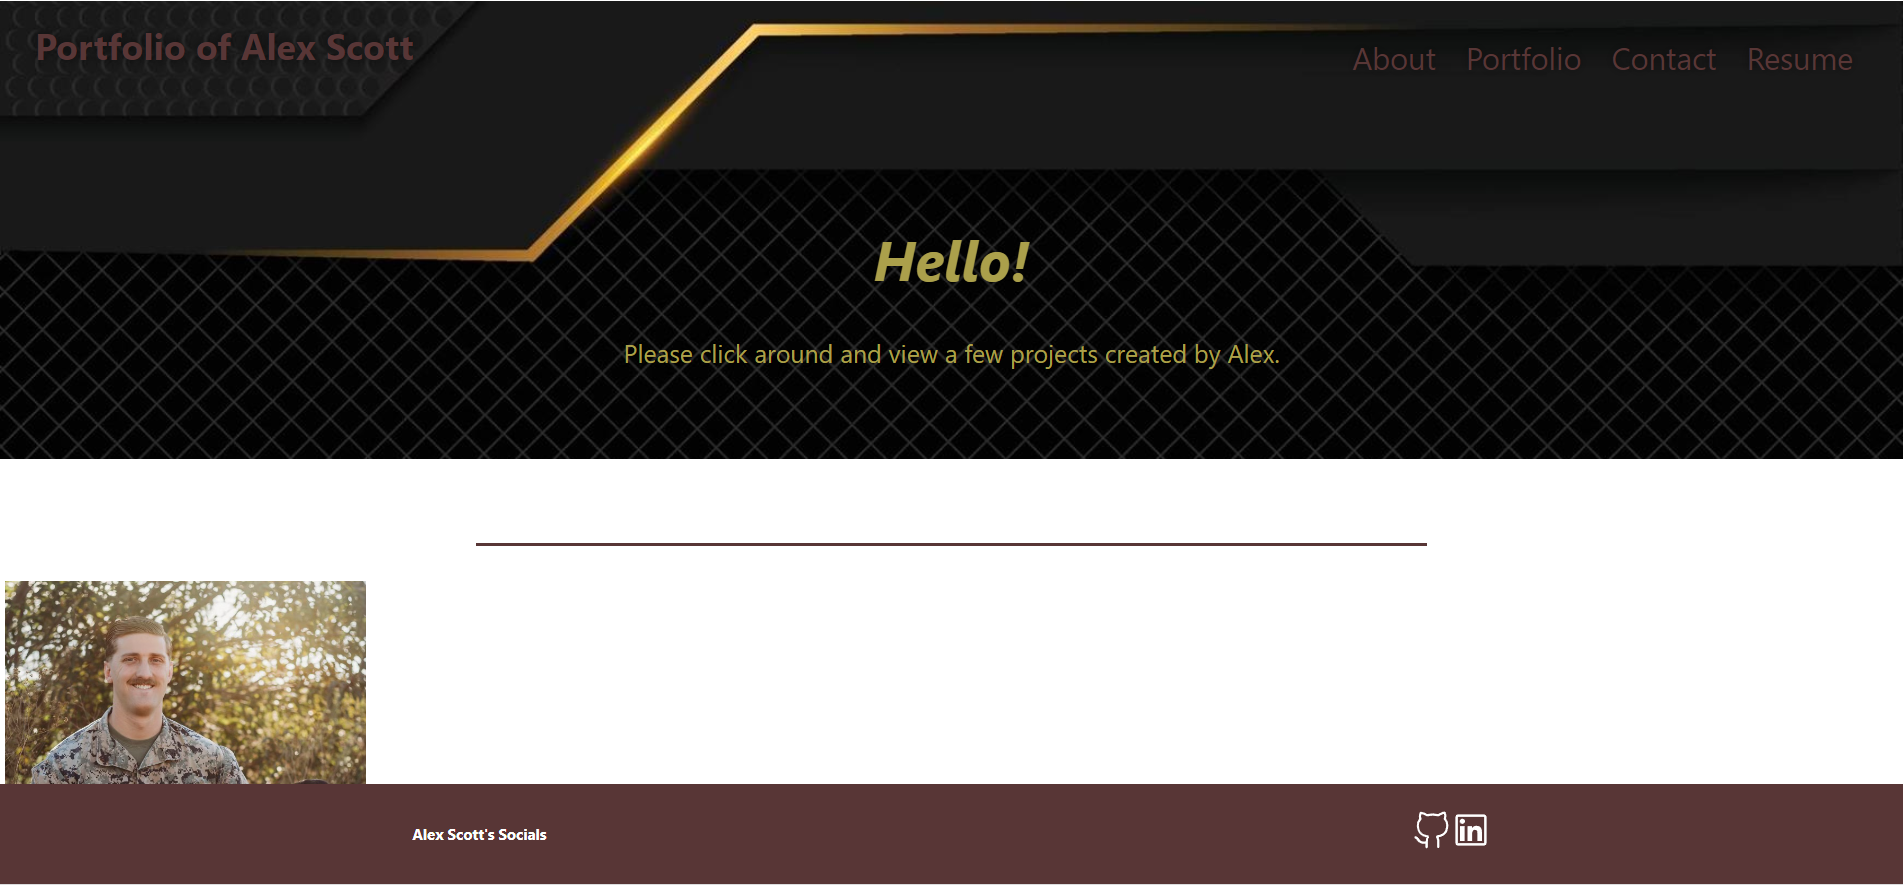 Portfolio of Alex Scott
About Portfolio Contact Resume
Hello!
Please click around and view a few projects created by Alex.
Alex Scott's Socials
in